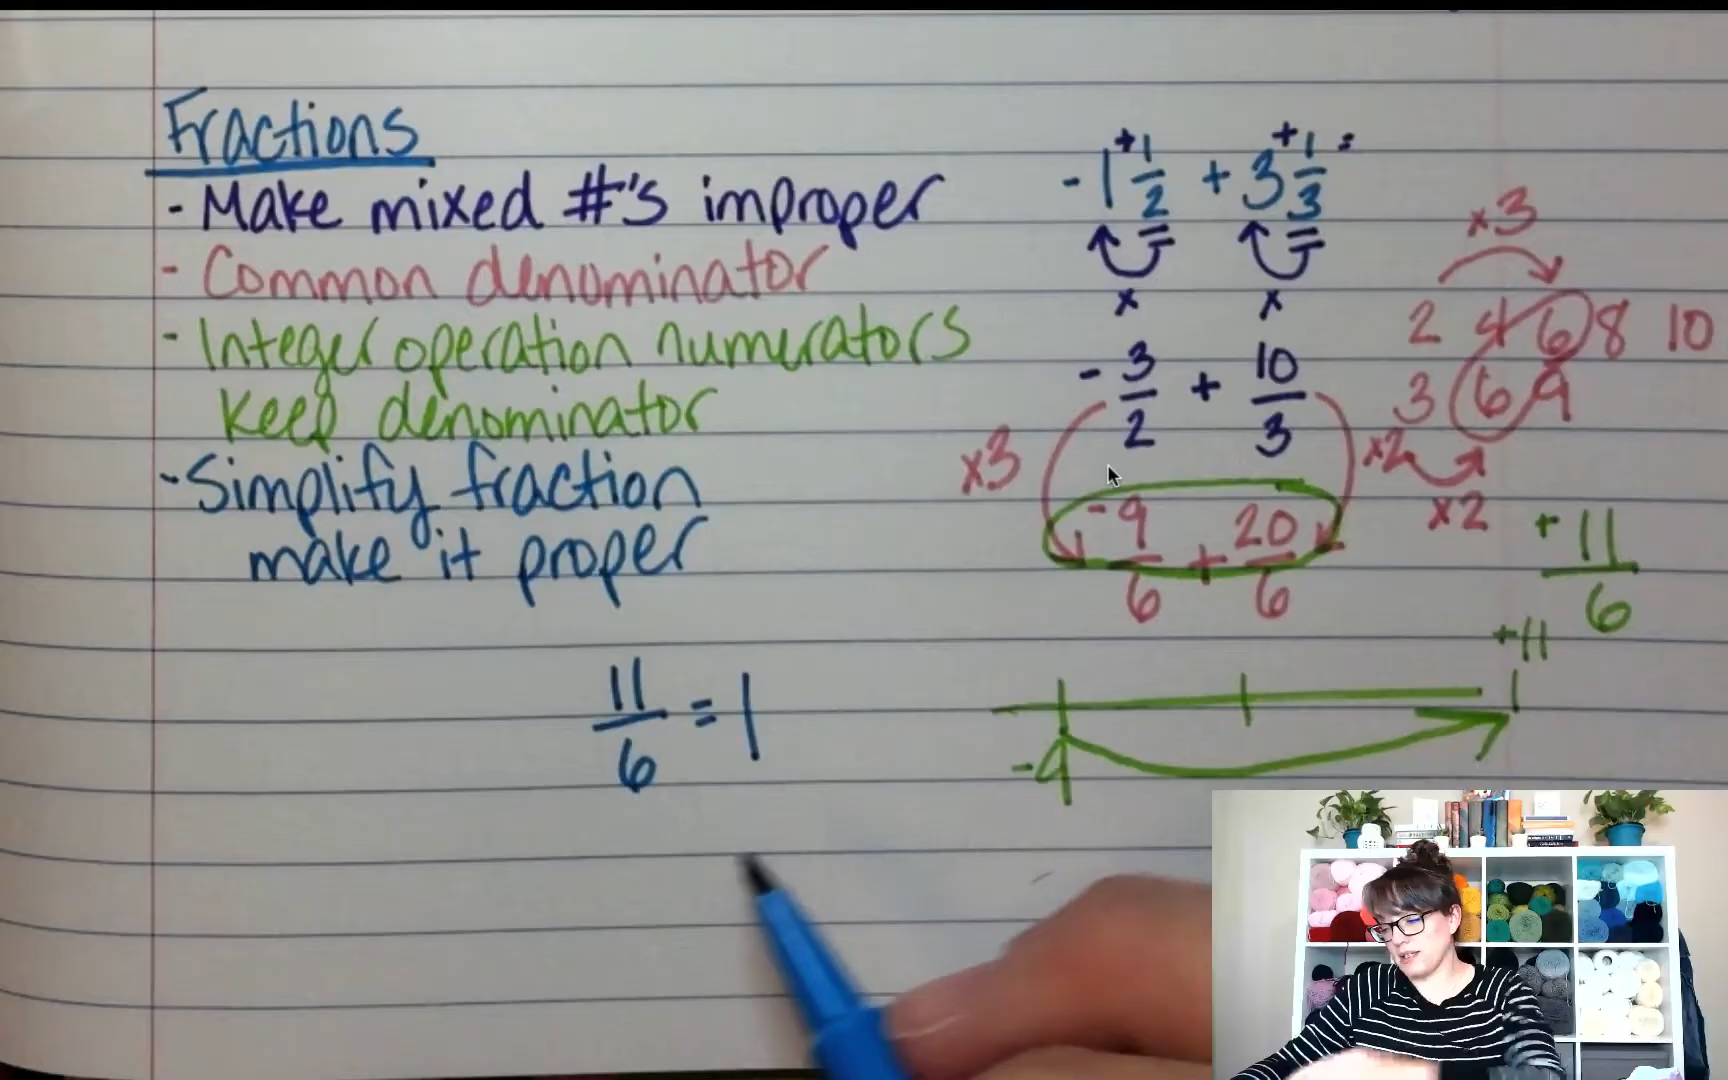 Fractions
- Make mixed #'s improper
- Common denominator
- Integer operation numerators
Keep denominator
- Simplify fraction
make it proper
11/6 = 1
+ +
- 1 1/2 + 3 1/3 =
x x
- 3/2 + 10/3
x3 x2
-9/6 + 20/6
x3
2 4 6 8 10
3 6 9
x2
+11/6
+11
-9